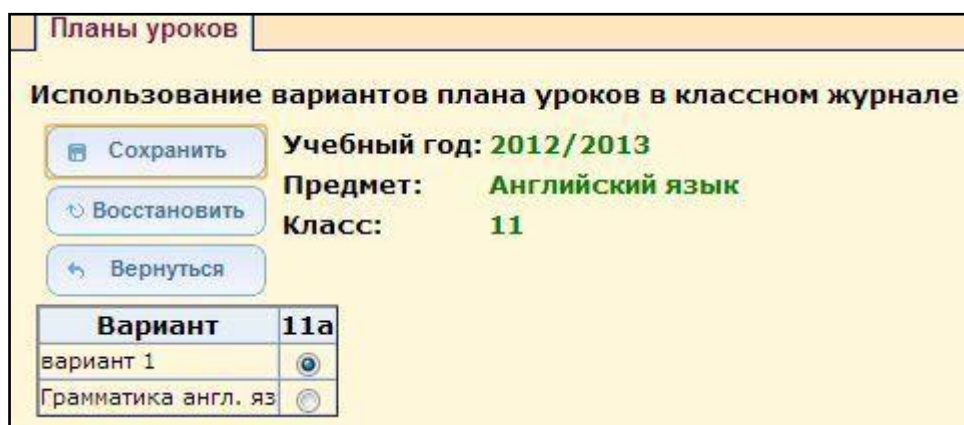 Планы уроков
Использование вариантов плана уроков в классном журнале
Сохранить
Восстановить
Вернуться
Учебный год: 2012/2013
Предмет: Английский язык
Класс: 11
Вариант 11а
вариант 1
Грамматика англ. яз